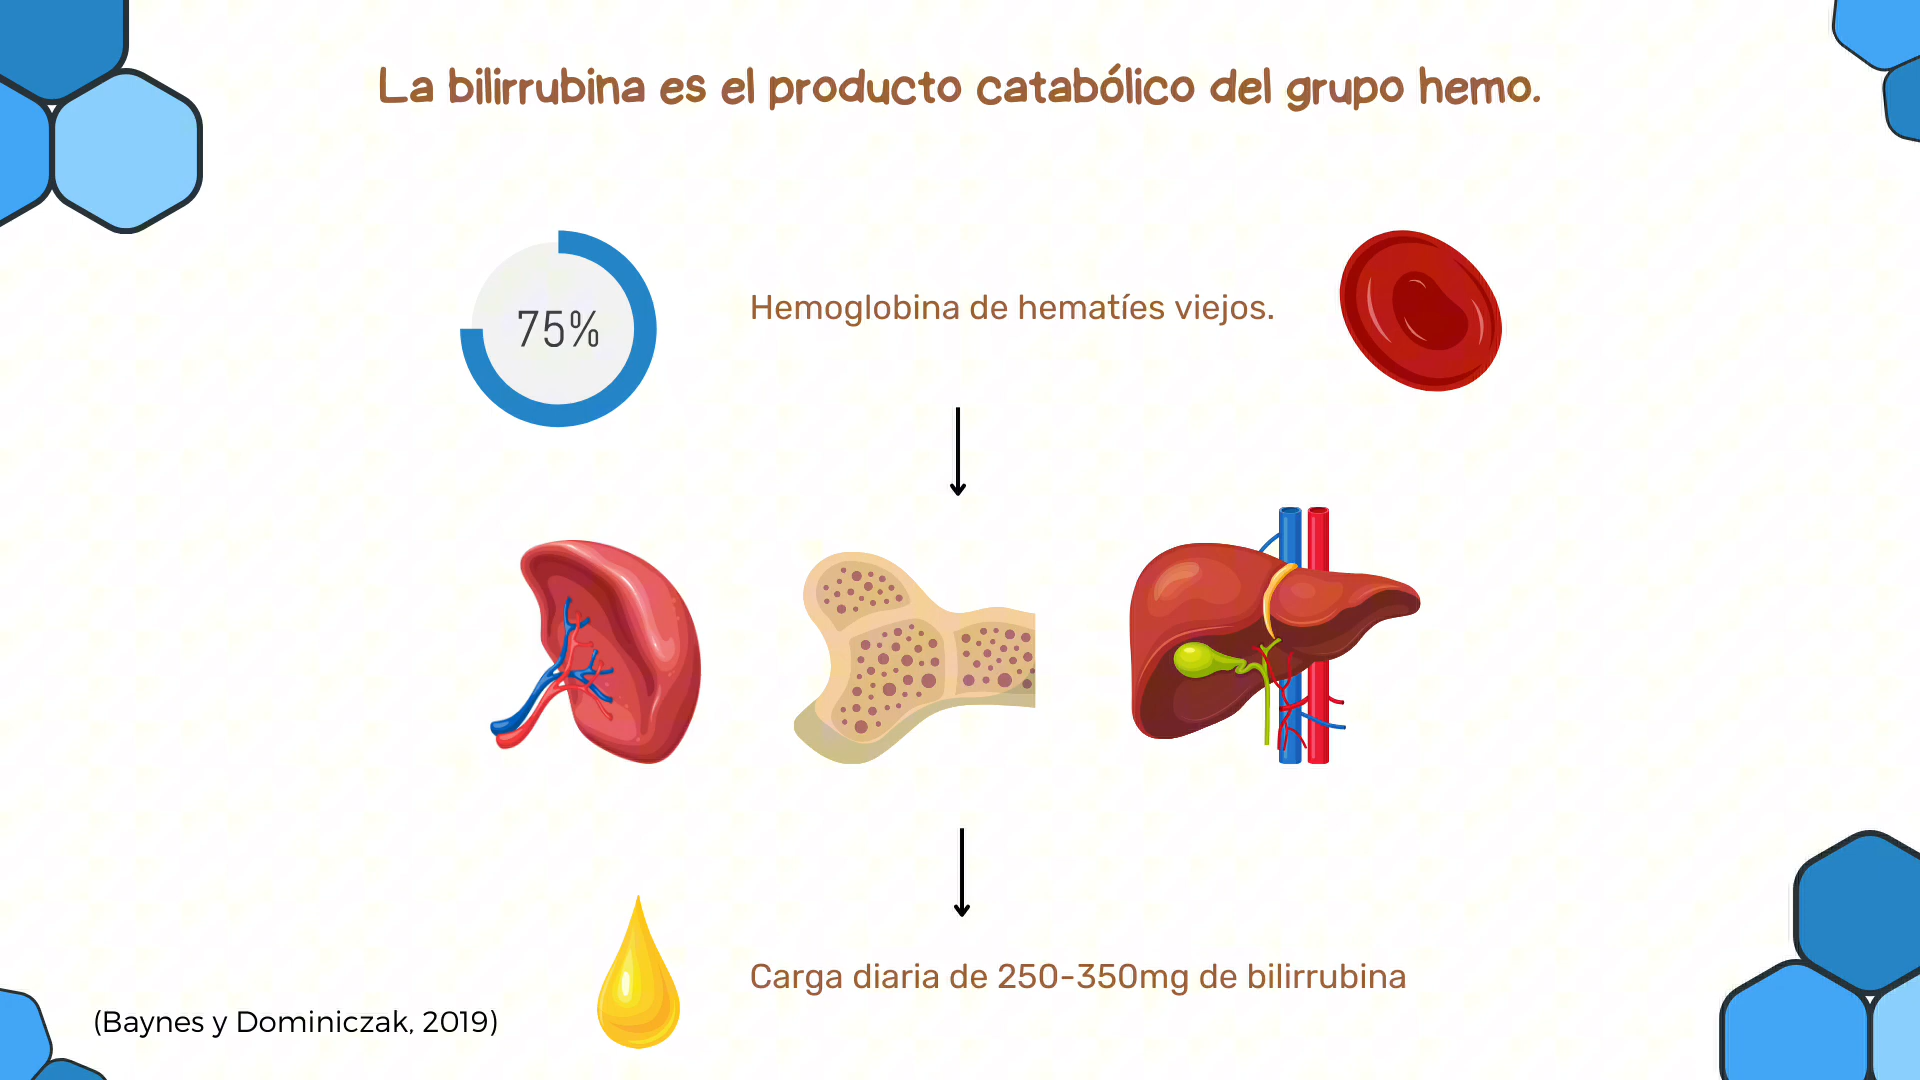 La bilirrubina es el producto catabólico del grupo hemo.
75%
Hemoglobina de hematíes viejos.
Carga diaria de 250-350mg de bilirrubina
(Baynes y Dominiczak, 2019)